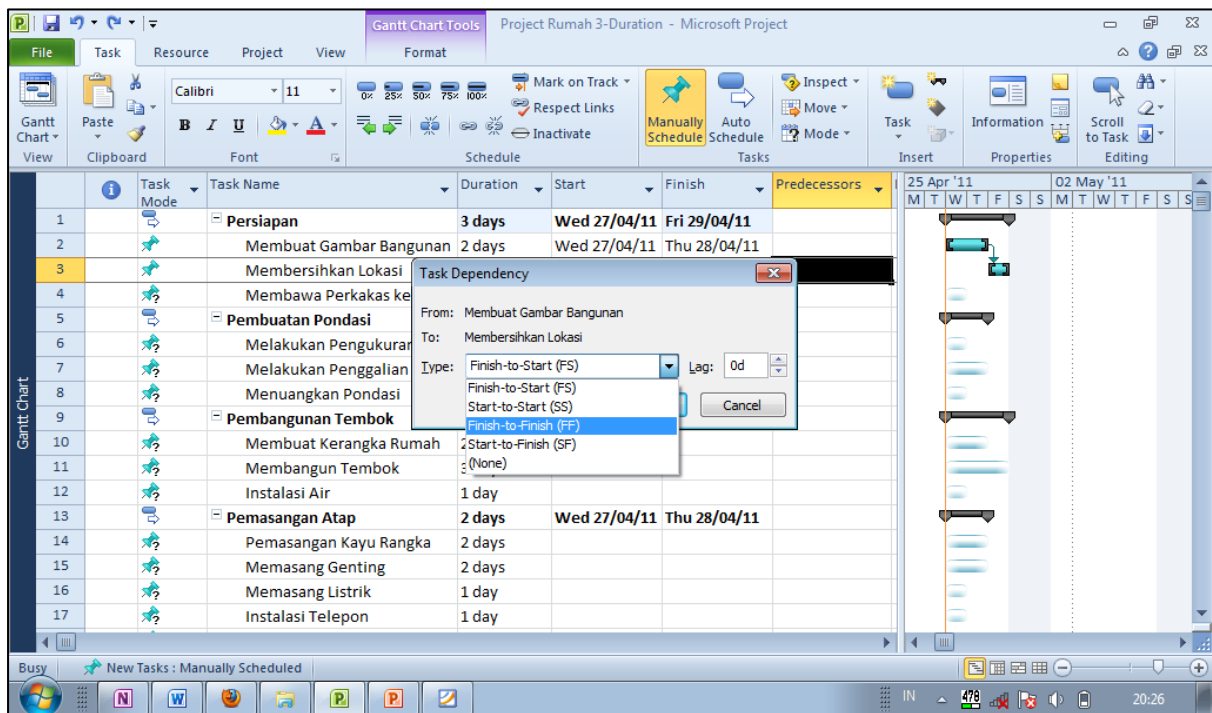 Gantt Chart Tools Project Rumah 3-Duration - Microsoft Project
File Task Resource Project View Format
Calibri 11
0% 25% 50% 75% 100%
Mark on Track
Respect Links
Inactivate
Gantt Chart
Paste
B I U A
Manually Schedule
Auto Schedule
Inspect
Move
Mode
Task
Information
Scroll to Task
View Clipboard Font Schedule Tasks Insert Properties Editing
Task Mode Task Name Duration Start Finish Predecessors 25 Apr '11 02 May '11
M T W T F S S M T W T F S S
1 Persiapan 3 days Wed 27/04/11 Fri 29/04/11
2 Membuat Gambar Bangunan 2 days Wed 27/04/11 Thu 28/04/11
3 Membersihkan Lokasi
4 Membawa Perkakas ke
5 Pembuatan Pondasi
6 Melakukan Pengukuran
7 Melakukan Penggalian
8 Menuangkan Pondasi
9 Pembangunan Tembok
10 Membuat Kerangka Rumah
11 Membangun Tembok
12 Instalasi Air 1 day
13 Pemasangan Atap 2 days Wed 27/04/11 Thu 28/04/11
14 Pemasangan Kayu Rangka 2 days
15 Memasang Genting 2 days
16 Memasang Listrik 1 day
17 Instalasi Telepon 1 day
Gantt Chart
Task Dependency
From: Membuat Gambar Bangunan
To: Membersihkan Lokasi
Type: Finish-to-Start (FS) Lag: 0d
Finish-to-Start (FS)
Start-to-Start (SS)
Finish-to-Finish (FF)
Start-to-Finish (SF)
(None)
Cancel
Busy New Tasks : Manually Scheduled
IN 478 20:26